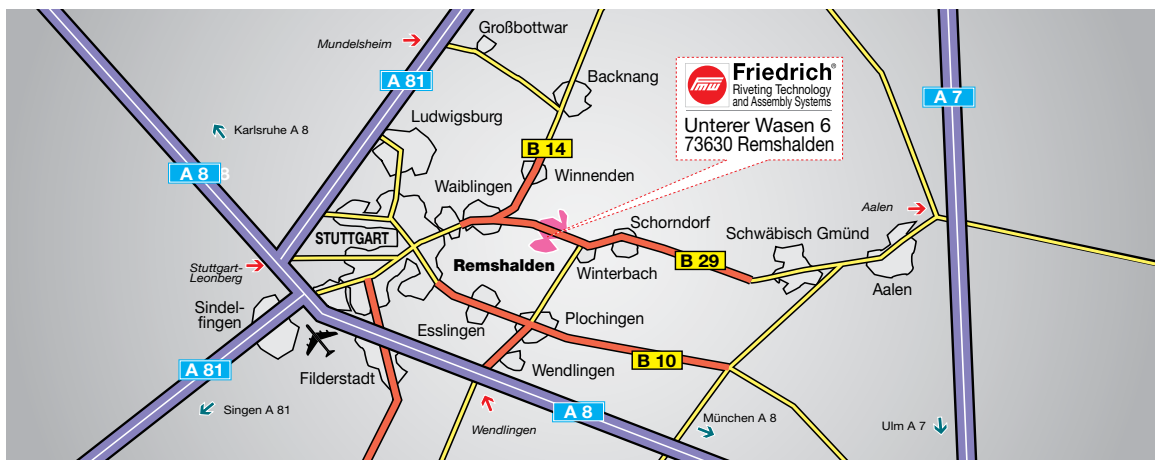 Mundelsheim
Großbottwar
Backnang
A 81
Ludwigsburg
Karlsruhe A 8
A 8
B 14
Friedrich®
Riveting Technology
and Assembly Systems
fmw
Unterer Wasen 6
73630 Remshalden
A 7
Waiblingen
Winnenden
STUTTGART
Schorndorf
Schwäbisch Gmünd
Aalen
Stuttgart-
Leonberg
Remshalden
Winterbach
B 29
Aalen
Sindel-
fingen
Esslingen
Plochingen
B 10
Wendlingen
A 81
Filderstadt
Singen A 81
A 8
Wendlingen
München A 8
Ulm A 7